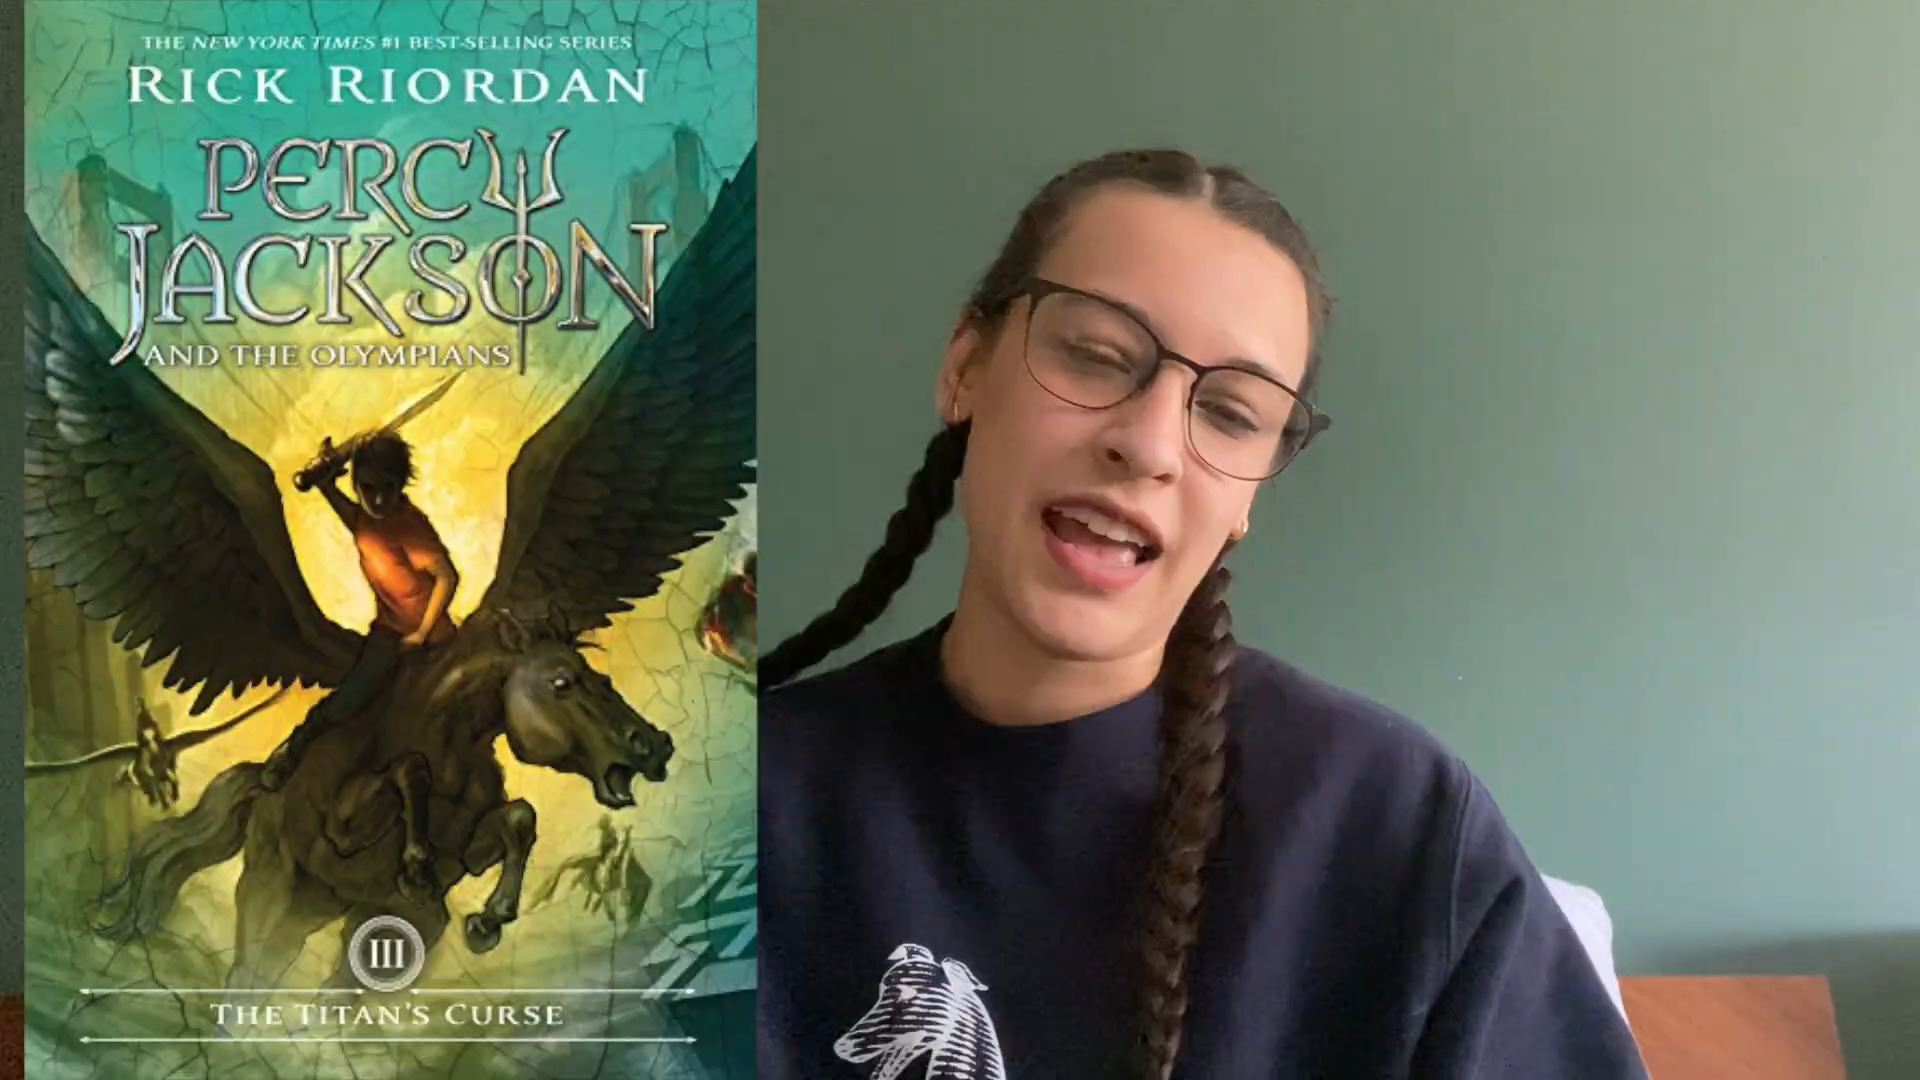 THE NEW YORK TIMES #1 BEST-SELLING SERIES
RICK RIORDAN
PERCY
JACKSON
AND THE OLYMPIANS
III
THE TITAN'S CURSE